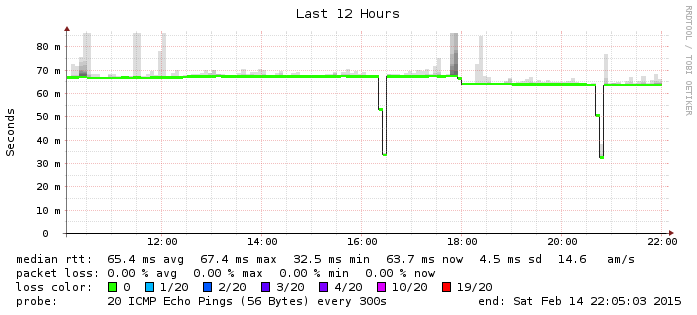 Last 12 Hours
RRDTOOL / TOBI OETIKER
80 m
70 m
60 m
50 m
40 m
30 m
20 m
10 m
0
Seconds
12:00 14:00 16:00 18:00 20:00 22:00
median rtt: 65.4 ms avg 67.4 ms max 32.5 ms min 63.7 ms now 4.5 ms sd 14.6 am/s
packet loss: 0.00 % avg 0.00 % max 0.00 % min 0.00 % now
loss color: 0 1/20 2/20 3/20 4/20 10/20 19/20
probe: 20 ICMP Echo Pings (56 Bytes) every 300s end: Sat Feb 14 22:05:03 2015